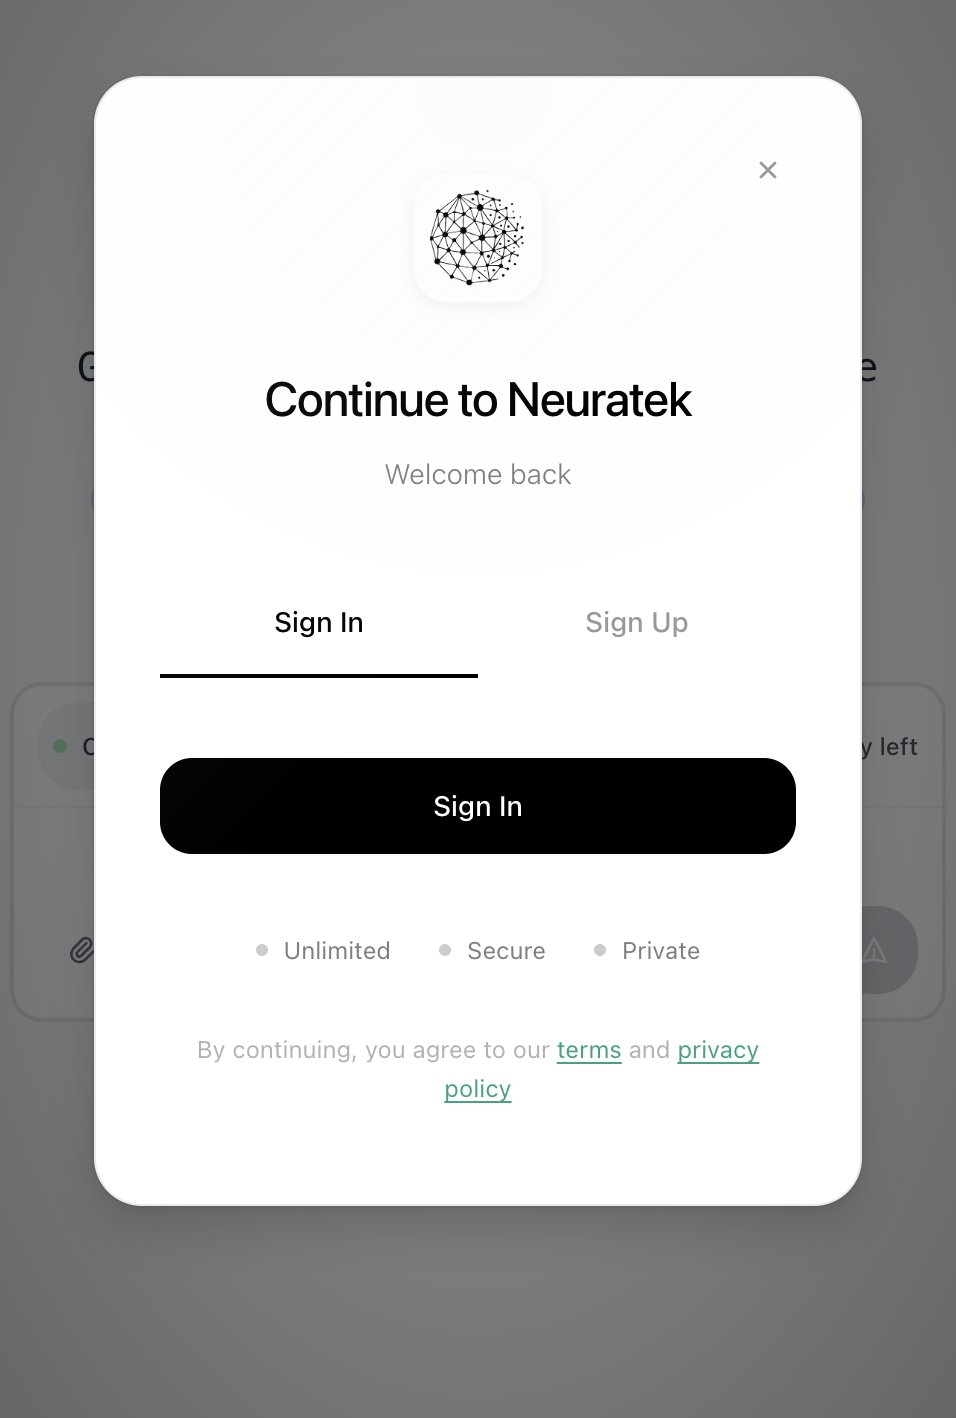 Continue to Neuratek
Welcome back
Sign In
Sign Up
y left
Sign In
Unlimited
Secure
Private
By continuing, you agree to our terms and privacy
policy